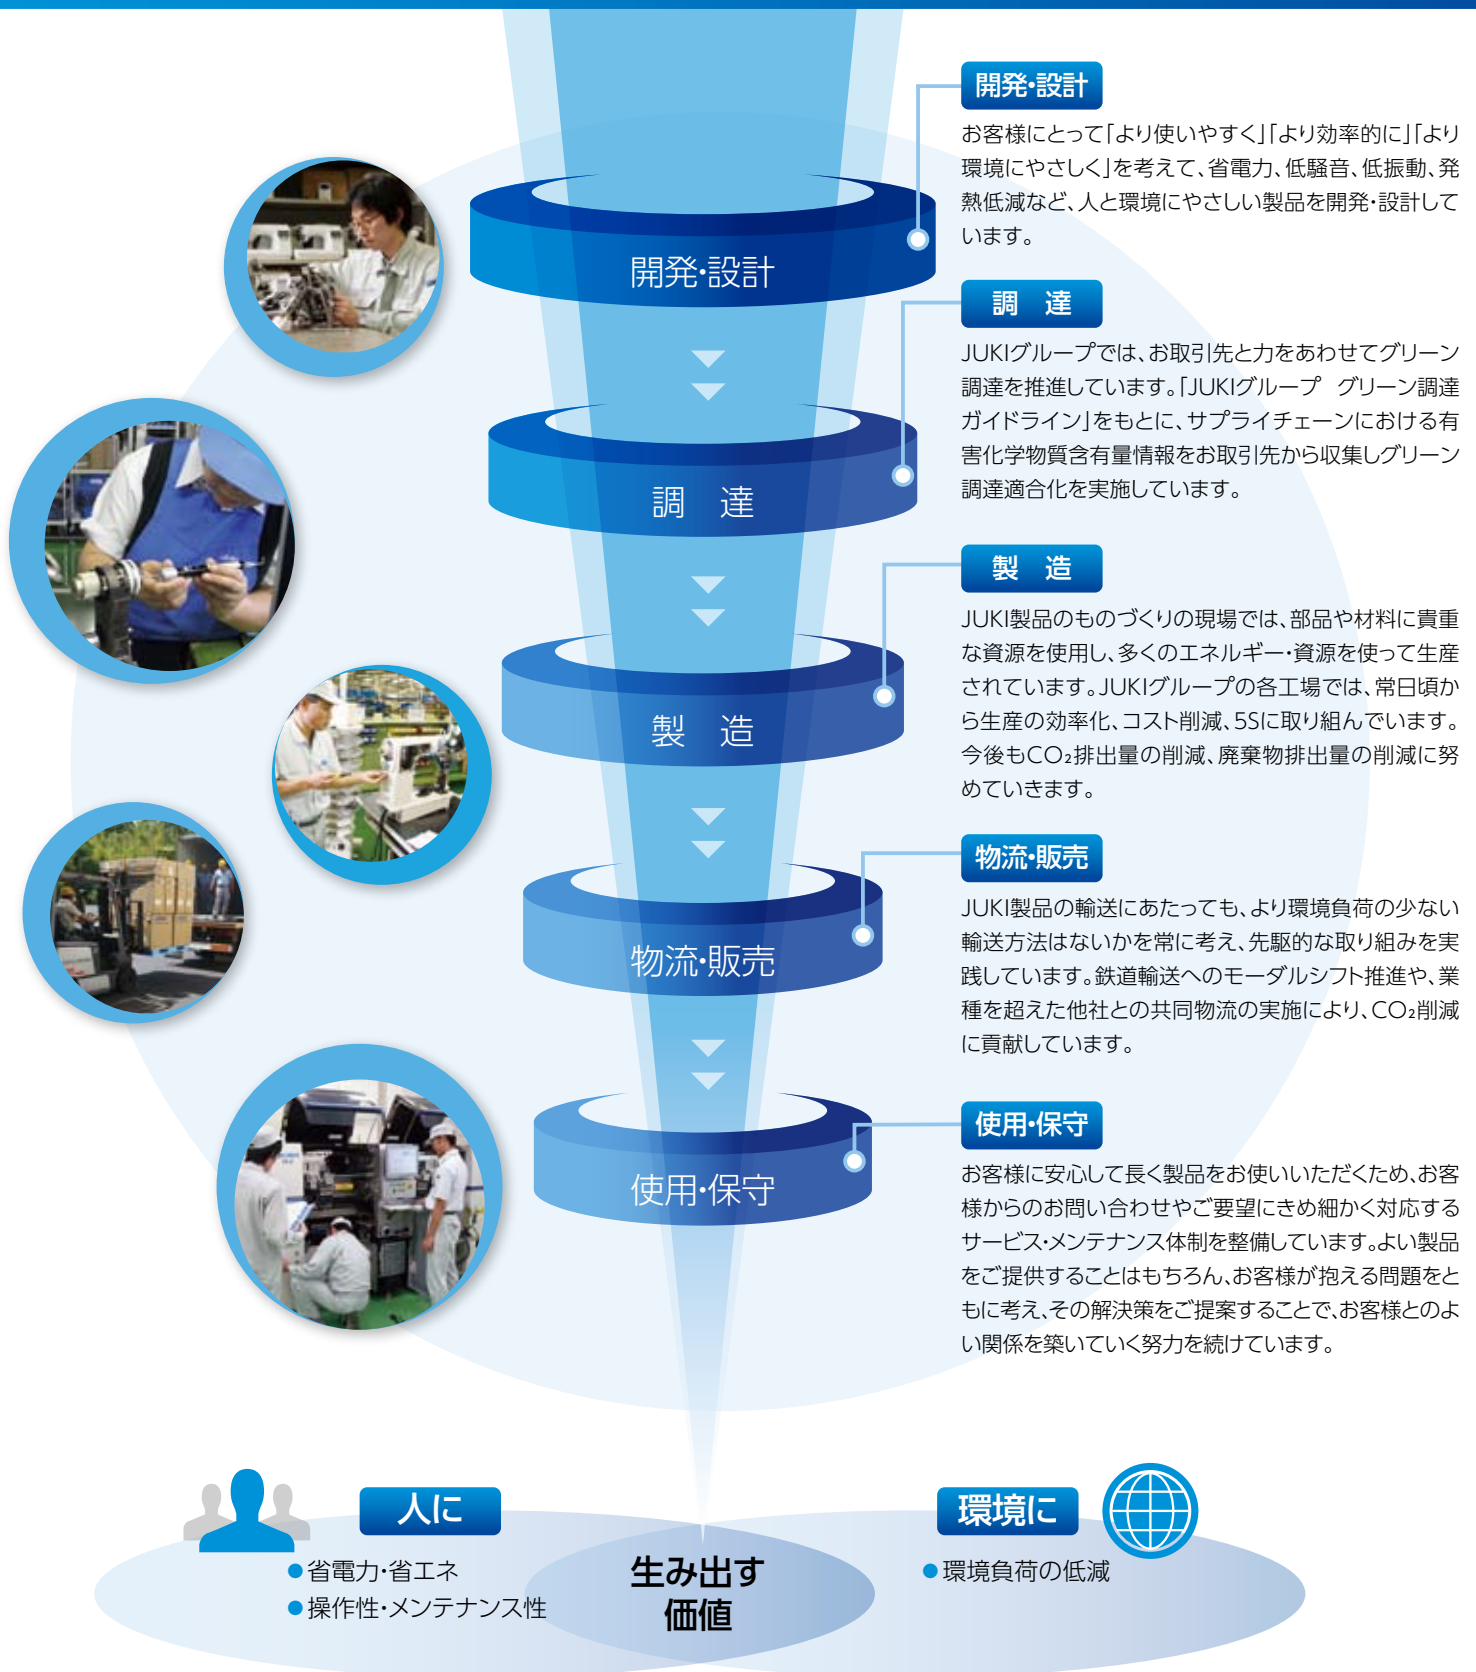 開発・設計
お客様にとって「より使いやすく」「より効率的に」「より
環境にやさしく」を考えて、省電力、低騒音、低振動、発
熱低減など、人と環境にやさしい製品を開発・設計して
います。
開発・設計
調　達
JUKIグループでは、お取引先と力をあわせてグリーン
調達を推進しています。「JUKIグループ　グリーン調達
ガイドライン」をもとに、サプライチェーンにおける有
害化学物質含有量情報をお取引先から収集しグリーン
調達適合化を実施しています。
調　達
製　造
JUKI製品のものづくりの現場では、部品や材料に貴重
な資源を使用し、多くのエネルギー・資源を使って生産
されています。JUKIグループの各工場では、常日頃か
ら生産の効率化、コスト削減、5Sに取り組んでいます。
今後もCO₂排出量の削減、廃棄物排出量の削減に努
めていきます。
製　造
物流・販売
JUKI製品の輸送にあたっても、より環境負荷の少ない
輸送方法はないかを常に考え、先駆的な取り組みを実
践しています。鉄道輸送へのモーダルシフト推進や、業
種を超えた他社との共同物流の実施により、CO₂削減
に貢献しています。
物流・販売
使用・保守
お客様に安心して長く製品をお使いいただくため、お客
様からのお問い合わせやご要望にきめ細かく対応する
サービス・メンテナンス体制を整備しています。よい製品
をご提供することはもちろん、お客様が抱える問題をと
もに考え、その解決策をご提案することで、お客様とのよ
い関係を築いていく努力を続けています。
使用・保守
人に
●省電力・省エネ
●操作性・メンテナンス性
生み出す
価値
環境に
●環境負荷の低減